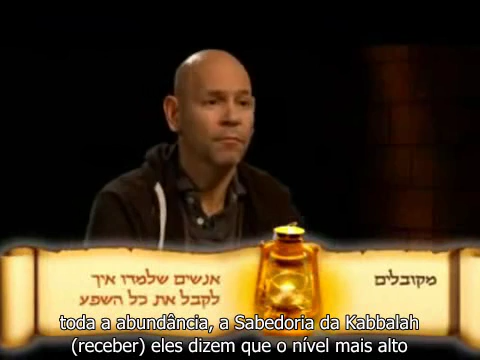 מקובלים
אנשים שלמדו איך
לקבל את כל השפע
toda a abundância, a Sabedoria da Kabbalah
(receber) eles dizem que o nível mais alto